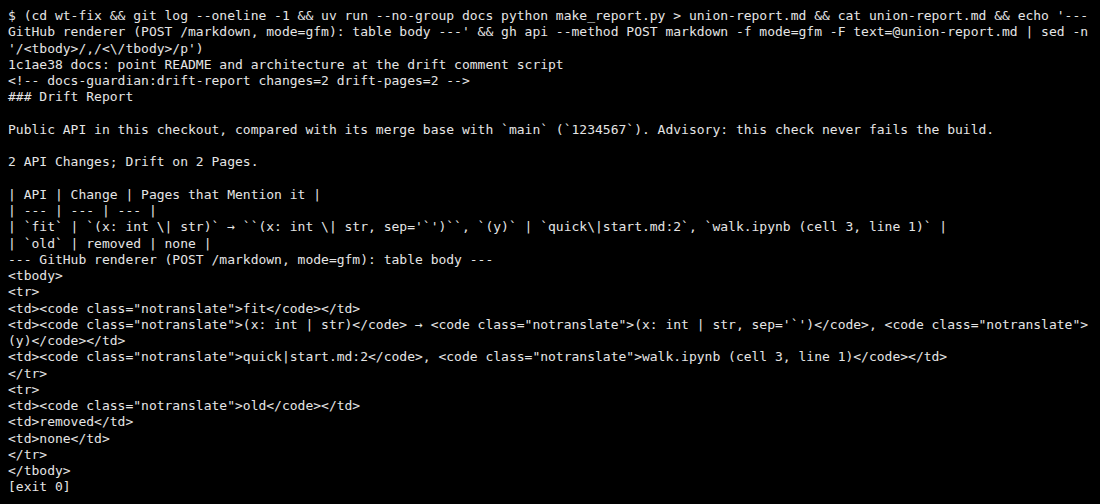 $ (cd wt-fix && git log --oneline -1 && uv run --no-group docs python make_report.py > union-report.md && cat union-report.md && echo '---
GitHub renderer (POST /markdown, mode=gfm): table body ---' && gh api --method POST markdown -f mode=gfm -F text=@union-report.md | sed -n
'/<tbody>/,/<\/tbody>/p')
1c1ae38 docs: point README and architecture at the drift comment script
<!-- docs-guardian:drift-report changes=2 drift-pages=2 -->
### Drift Report
Public API in this checkout, compared with its merge base with `main` (`1234567`). Advisory: this check never fails the build.
2 API Changes; Drift on 2 Pages.
| API | Change | Pages that Mention it |
| --- | --- | --- |
| `fit` | `(x: int \| str)` → ``(x: int \| str, sep='`')``, `(y)` | `quick\|start.md:2`, `walk.ipynb (cell 3, line 1)` |
| `old` | removed | none |
--- GitHub renderer (POST /markdown, mode=gfm): table body ---
<tbody>
<tr>
<td><code class="notranslate">fit</code></td>
<td><code class="notranslate">(x: int | str)</code> → <code class="notranslate">(x: int | str, sep='`')</code>, <code class="notranslate">
(y)</code></td>
<td><code class="notranslate">quick|start.md:2</code>, <code class="notranslate">walk.ipynb (cell 3, line 1)</code></td>
</tr>
<tr>
<td><code class="notranslate">old</code></td>
<td>removed</td>
<td>none</td>
</tr>
</tbody>
[exit 0]